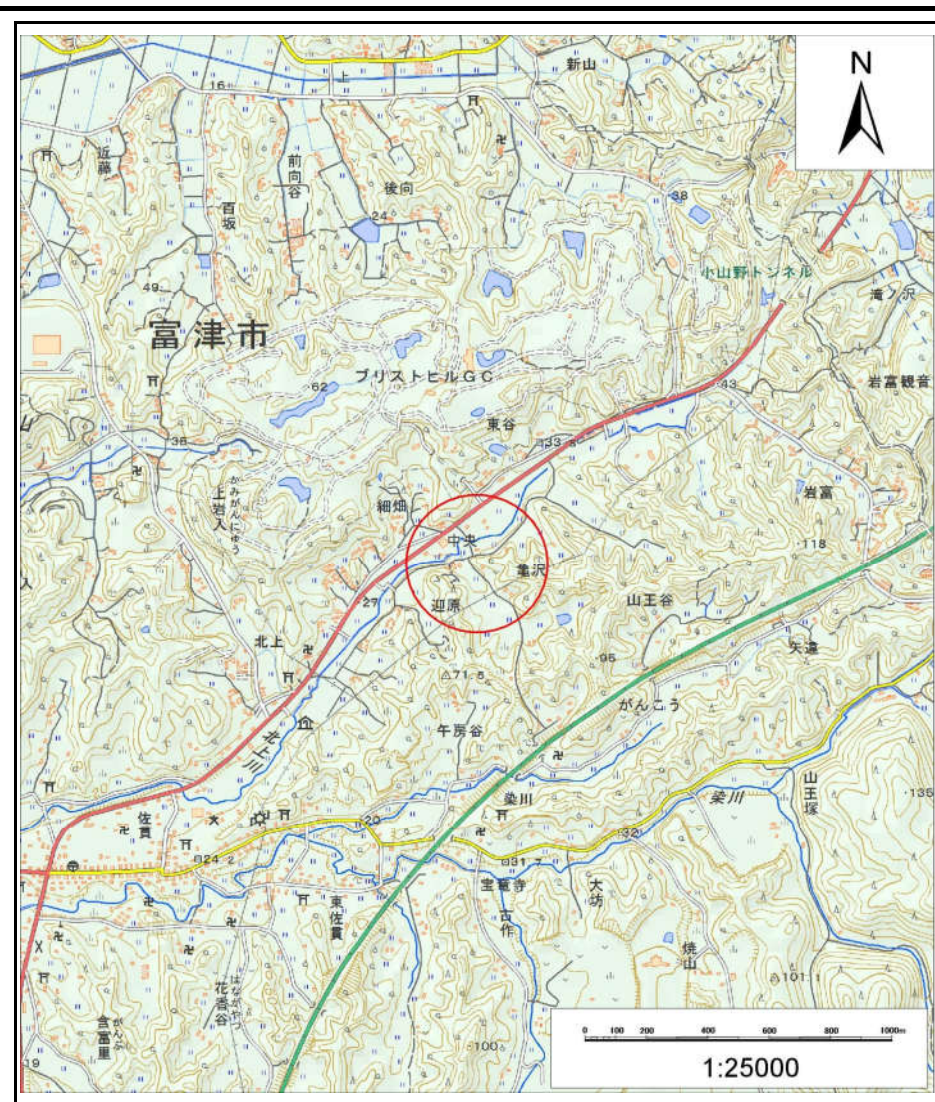 N
新山
上
16
近藤
百坂
前向谷
後向
24
38
小山野トンネル
滝ノ沢
49
富津市
62
ブリストヒルGC
43
岩富観音
東谷
33.5
36
上岩入
かみがんにゅう
細畑
中央
亀沢
岩富
118
迎原
山王谷
27
北上
71.5
95
矢違
がんこう
北上川
午房谷
染川
染川
山王塚
135
佐貫
20
32
24.2
31.7
宝竜寺
東佐貫
古作
大坊
焼山
101.1
花香谷
はながやつ
含富里
がんぶ
19
100
0 100 200 400 600 800 1000m
1:25000